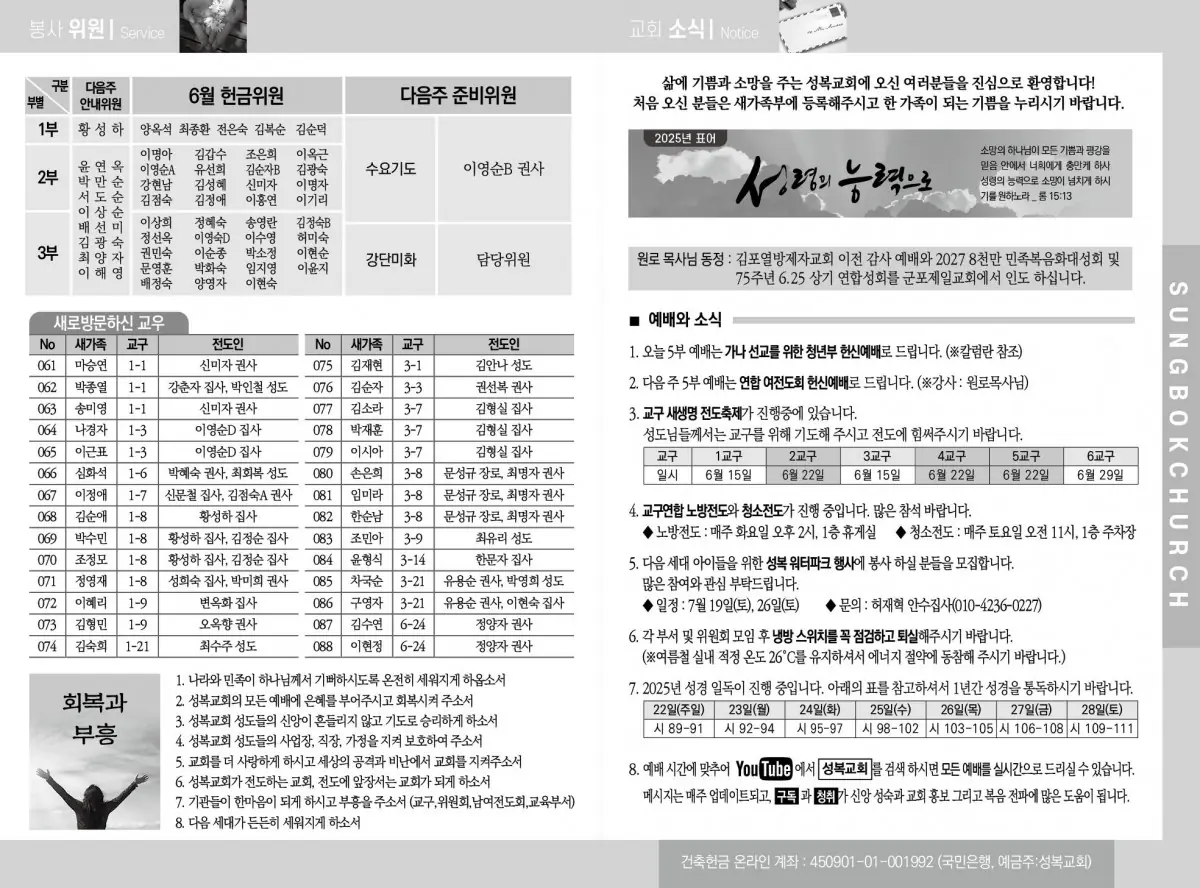 봉사 위원 | Service
구분
부별
다음주
안내위원
6월 헌금위원
다음주 준비위원
1부
황 성 하
양옥석 최종환 전은숙 김복순 김순덕
2부
3부
윤 연 옥
박 만 순
서 도 순
이 상 순
배 선 미
김 광 숙
최 양 자
이 해 영
이명아 김갑수 조은희 이옥근
이영순A 유선희 김순자B 김광숙
강현남 김성혜 신미자 이명자
김점숙 김정애 이홍연 이기리
이상희 정혜숙 송영란 김정숙B
정선옥 이영숙D 이수영 허미숙
권민숙 이순종 박소정 이현순
문영훈 박화숙 임지영 이윤지
배정숙 양영자 이현숙
수요기도
이영순B 권사
강단미화
담당위원
새로방문하신 교우
No 새가족 교구 전도인
061 마승연 1-1 신미자 권사
062 박종열 1-1 강춘자 집사, 박인철 성도
063 송미영 1-1 신미자 권사
064 나경자 1-3 이영순D 집사
065 이근표 1-3 이영순D 집사
066 심화석 1-6 박혜숙 권사, 최회복 성도
067 이정애 1-7 신문철 집사, 김점숙A 권사
068 김순애 1-8 황성하 집사
069 박수민 1-8 황성하 집사, 김정순 집사
070 조정모 1-8 황성하 집사, 김정순 집사
071 정영재 1-8 성희숙 집사, 박미희 권사
072 이혜리 1-9 변옥화 집사
073 김형민 1-9 오옥향 권사
074 김숙희 1-21 최수주 성도
No 새가족 교구 전도인
075 김재현 3-1 김안나 성도
076 김순자 3-3 권선복 권사
077 김소라 3-7 김형실 집사
078 박재훈 3-7 김형실 집사
079 이시아 3-7 김형실 집사
080 손은희 3-8 문성규 장로, 최명자 권사
081 임미라 3-8 문성규 장로, 최명자 권사
082 한순남 3-8 문성규 장로, 최명자 권사
083 조민아 3-9 최유리 성도
084 윤형식 3-14 한문자 집사
085 차국순 3-21 유용순 권사, 박영희 성도
086 구영자 3-21 유용순 권사, 이현숙 집사
087 김수연 6-24 정양자 권사
088 이현정 6-24 정양자 권사
회복과
부흥
1. 나라와 민족이 하나님께서 기뻐하시도록 온전히 세워지게 하옵소서
2. 성복교회의 모든 예배에 은혜를 부어주시고 회복시켜 주소서
3. 성복교회 성도들의 신앙이 흔들리지 않고 기도로 승리하게 하소서
4. 성복교회 성도들의 사업장, 직장, 가정을 지켜 보호하여 주소서
5. 교회를 더 사랑하게 하시고 세상의 공격과 비난에서 교회를 지켜주소서
6. 성복교회가 전도하는 교회, 전도에 앞장서는 교회가 되게 하소서
7. 기관들이 한마음이 되게 하시고 부흥을 주소서 (교구,위원회,남여전도회,교육부서)
8. 다음 세대가 든든히 세워지게 하소서
교회 소식 | Notice
삶에 기쁨과 소망을 주는 성복교회에 오신 여러분들을 진심으로 환영합니다!
처음 오신 분들은 새가족부에 등록해주시고 한 가족이 되는 기쁨을 누리시기 바랍니다.
2025년 표어
성령의 능력으로
소망의 하나님이 모든 기쁨과 평강을
믿음 안에서 너희에게 충만케 하사
성령의 능력으로 소망이 넘치게 하시
기를 원하노라 _ 롬 15:13
원로 목사님 동정 : 김포열방제자교회 이전 감사 예배와 2027 8천만 민족복음화대성회 및
75주년 6.25 상기 연합성회를 군포제일교회에서 인도 하십니다.
■ 예배와 소식
1. 오늘 5부 예배는 가나 선교를 위한 청년부 헌신예배로 드립니다. (※칼럼란 참조)
2. 다음 주 5부 예배는 연합 여전도회 헌신예배로 드립니다. (※강사 : 원로목사님)
3. 교구 새생명 전도축제가 진행중에 있습니다.
성도님들께서는 교구를 위해 기도해 주시고 전도에 힘써주시기 바랍니다.
교구 1교구 2교구 3교구 4교구 5교구 6교구
일시 6월 15일 6월 22일 6월 15일 6월 22일 6월 22일 6월 29일
4. 교구연합 노방전도와 청소전도가 진행 중입니다. 많은 참석 바랍니다.
◆ 노방전도 : 매주 화요일 오후 2시, 1층 휴게실 ◆ 청소전도 : 매주 토요일 오전 11시, 1층 주차장
5. 다음 세대 아이들을 위한 성복 워터파크 행사에 봉사 하실 분들을 모집합니다.
많은 참여와 관심 부탁드립니다.
◆ 일정 : 7월 19일(토), 26일(토) ◆ 문의 : 허재혁 안수집사(010-4236-0227)
6. 각 부서 및 위원회 모임 후 냉방 스위치를 꼭 점검하고 퇴실해주시기 바랍니다.
(※여름철 실내 적정 온도 26℃를 유지하셔서 에너지 절약에 동참해 주시기 바랍니다.)
7. 2025년 성경 일독이 진행 중입니다. 아래의 표를 참고하셔서 1년간 성경을 통독하시기 바랍니다.
22일(주일) 23일(월) 24일(화) 25일(수) 26일(목) 27일(금) 28일(토)
시 89-91 시 92-94 시 95-97 시 98-102 시 103-105 시 106-108 시 109-111
8. 예배 시간에 맞추어 YouTube 에서 성복교회 를 검색 하시면 모든 예배를 실시간으로 드리실 수 있습니다.
메시지는 매주 업데이트되고, 구독 과 청취 가 신앙 성숙과 교회 홍보 그리고 복음 전파에 많은 도움이 됩니다.
SUNGBOKCHURCH
건축헌금 온라인 계좌 : 450901-01-001992 (국민은행, 예금주:성복교회)